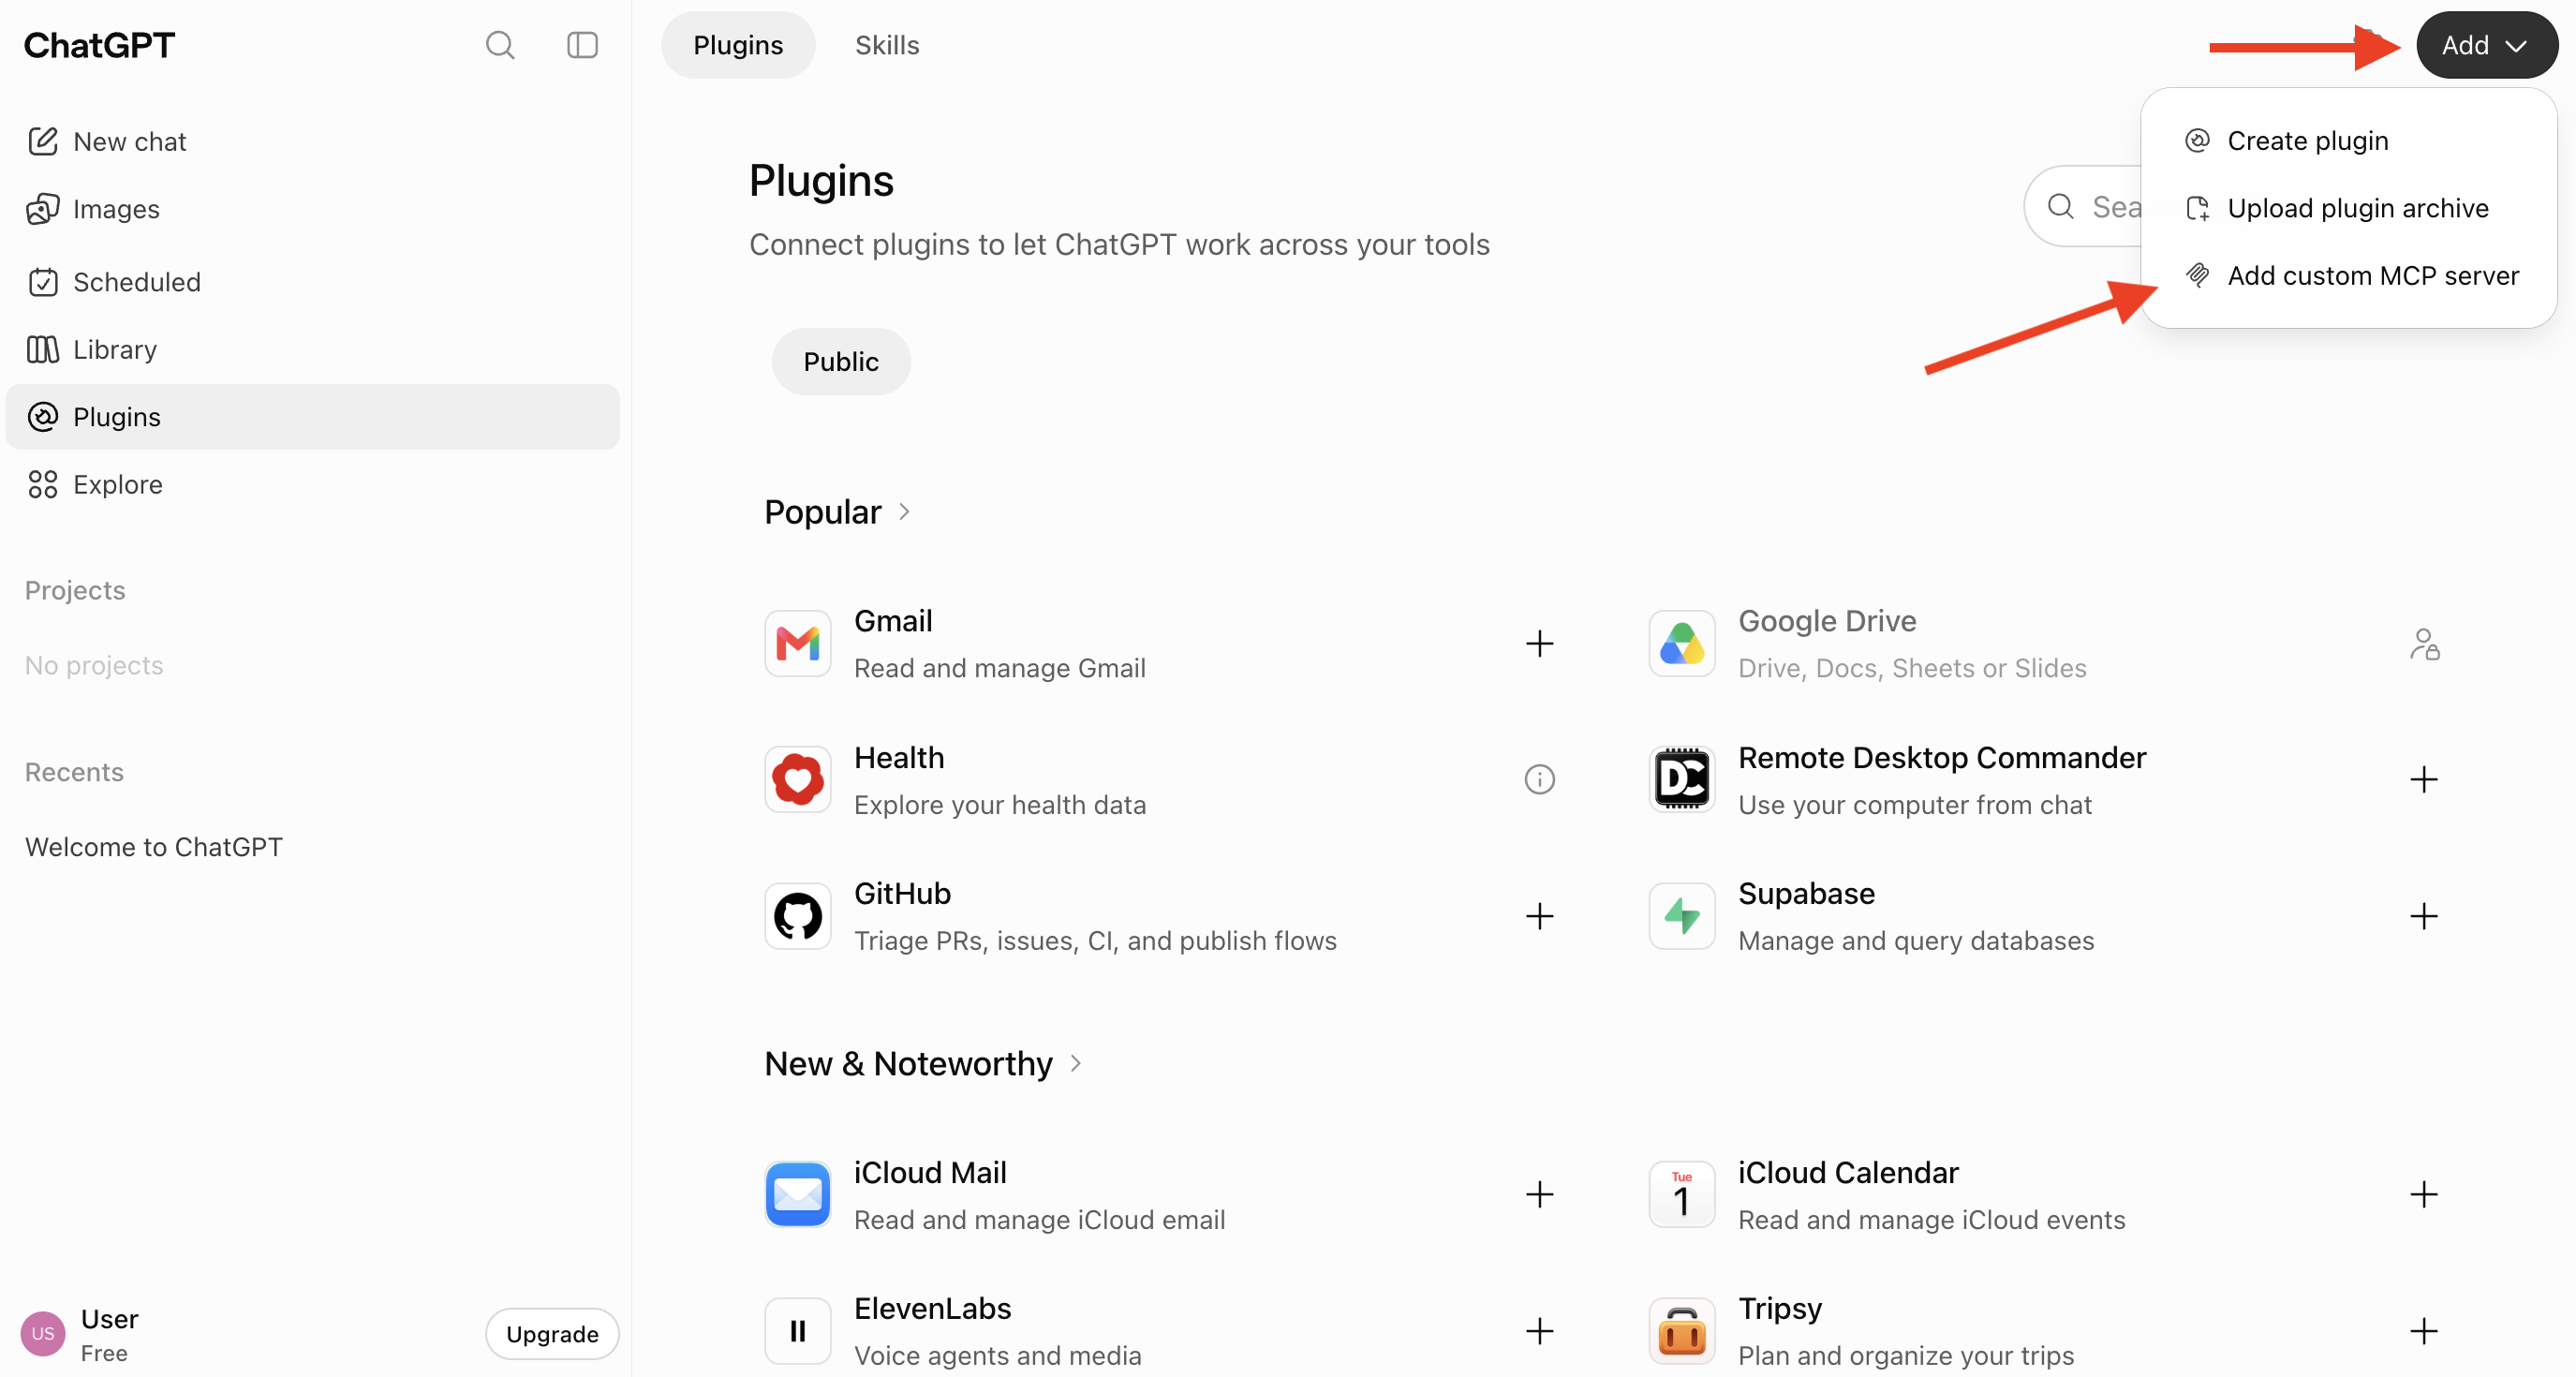 ChatGPT
New chat
Images
Scheduled
Library
Plugins
Explore
Projects
No projects
Recents
Welcome to ChatGPT
US
User
Free
Upgrade
Plugins
Skills
Add
Create plugin
Upload plugin archive
Add custom MCP server
Plugins
Connect plugins to let ChatGPT work across your tools
Sea
Public
Popular
Gmail
Read and manage Gmail
Google Drive
Drive, Docs, Sheets or Slides
Health
Explore your health data
DC
Remote Desktop Commander
Use your computer from chat
GitHub
Triage PRs, issues, CI, and publish flows
Supabase
Manage and query databases
New & Noteworthy
iCloud Mail
Read and manage iCloud email
Tue
1
iCloud Calendar
Read and manage iCloud events
ElevenLabs
Voice agents and media
Tripsy
Plan and organize your trips